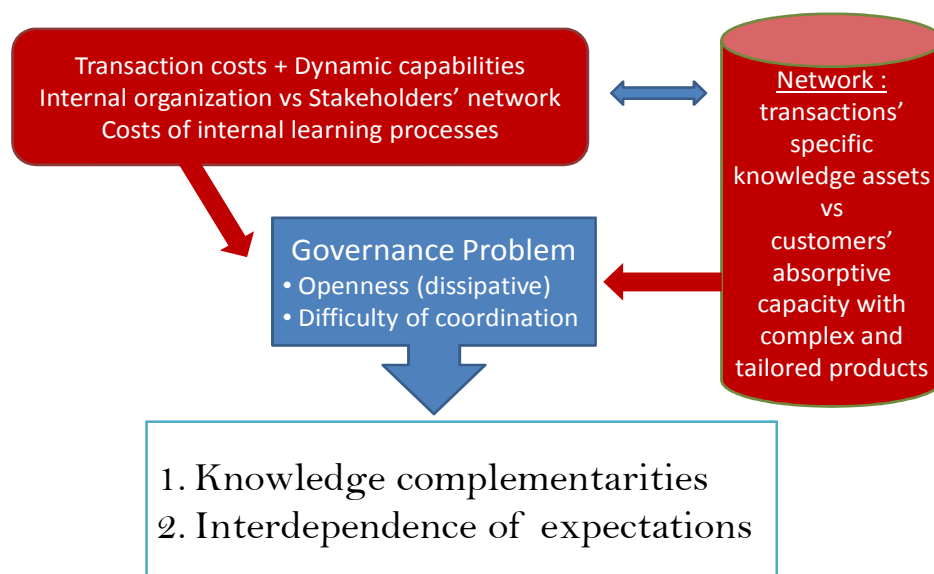 Transaction costs + Dynamic capabilities
Internal organization vs Stakeholders' network
Costs of internal learning processes
Network :
transactions'
specific
knowledge assets
vs
customers'
absorptive
capacity with
complex and
tailored products
Governance Problem
• Openness (dissipative)
• Difficulty of coordination
1. Knowledge complementarities
2. Interdependence of expectations